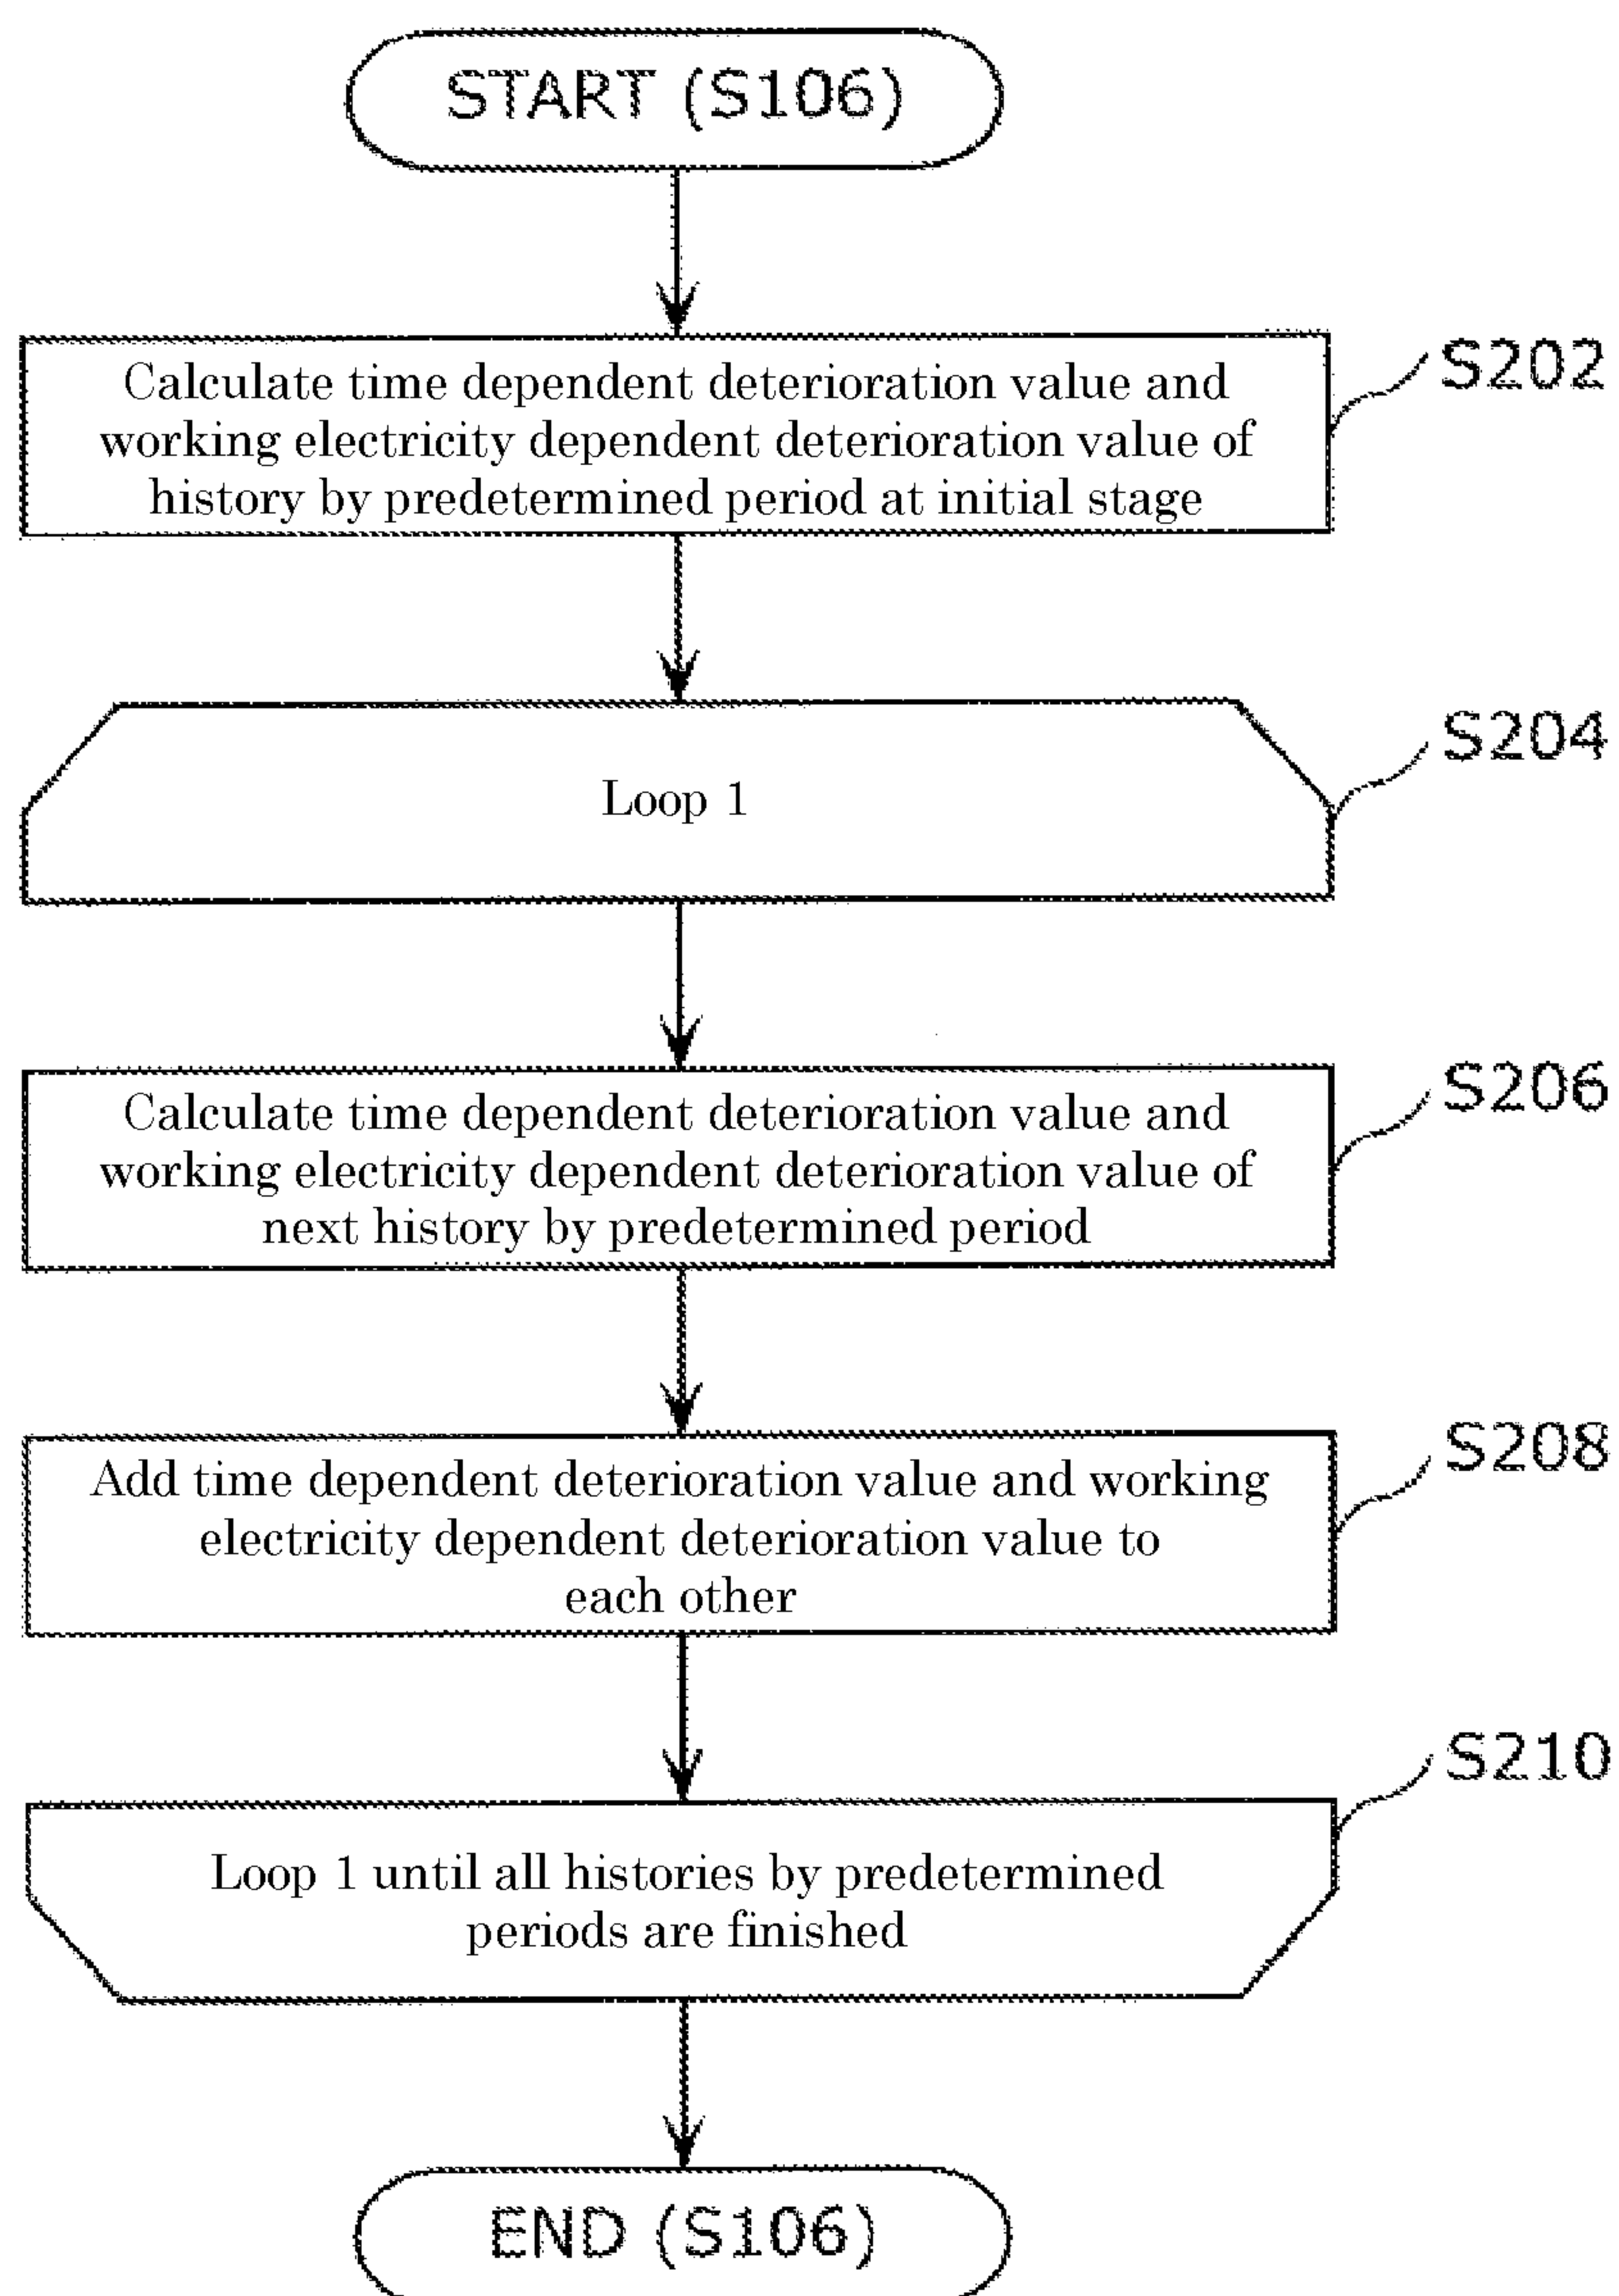 START (S106)
S202
Calculate time dependent deterioration value and
working electricity dependent deterioration value of
history by predetermined period at initial stage
S204
Loop 1
S206
Calculate time dependent deterioration value and
working electricity dependent deterioration value of
next history by predetermined period
S208
Add time dependent deterioration value and working
electricity dependent deterioration value to
each other
S210
Loop 1 until all histories by predetermined
periods are finished
END (S106)